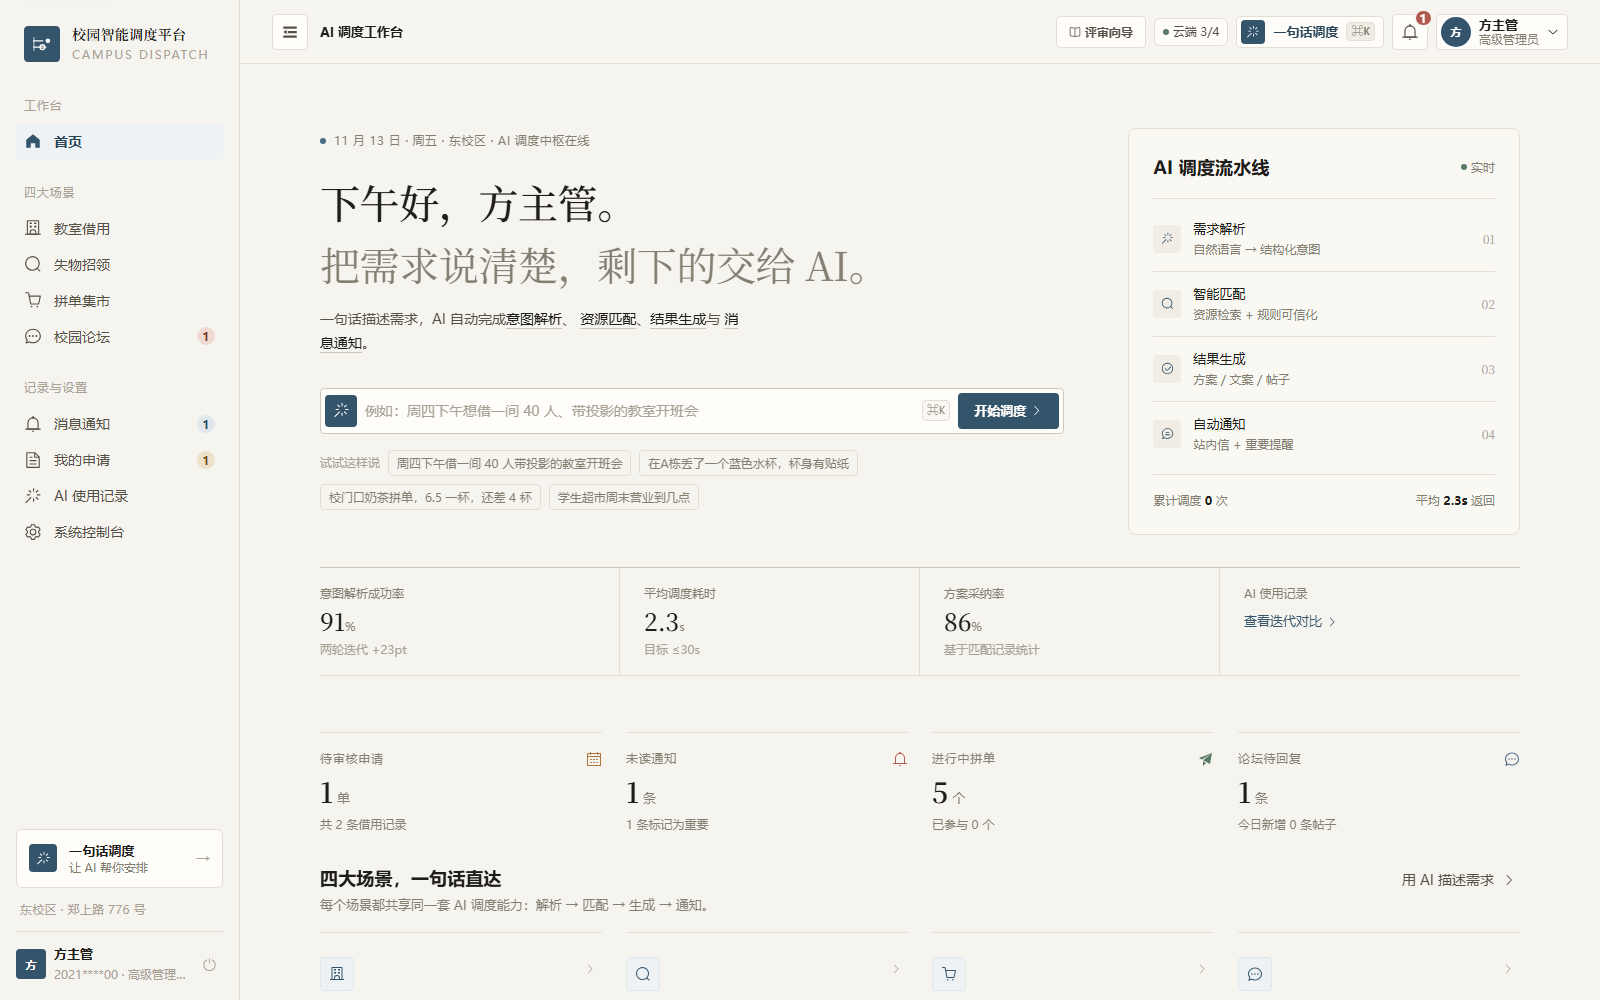 校园智能调度平台
CAMPUS DISPATCH
工作台
首页
四大场景
教室借用
失物招领
拼单集市
校园论坛
1
记录与设置
消息通知
1
我的申请
1
AI 使用记录
系统控制台
一句话调度
让 AI 帮你安排
→
东校区 · 郑上路 776 号
方
方主管
2021****00 · 高级管理...
AI 调度工作台
评审向导
云端 3/4
一句话调度
⌘K
1
方
方主管
高级管理员
11 月 13 日 · 周五 · 东校区 · AI 调度中枢在线
下午好，方主管。
把需求说清楚，剩下的交给 AI。
一句话描述需求，AI 自动完成意图解析、 资源匹配、结果生成与 消
息通知。
例如：周四下午想借一间 40 人、带投影的教室开班会
⌘K
开始调度
试试这样说
周四下午借一间 40 人带投影的教室开班会
在A栋丢了一个蓝色水杯，杯身有贴纸
校门口奶茶拼单，6.5 一杯，还差 4 杯
学生超市周末营业到几点
AI 调度流水线
实时
需求解析
自然语言 → 结构化意图
01
智能匹配
资源检索 + 规则可信化
02
结果生成
方案 / 文案 / 帖子
03
自动通知
站内信 + 重要提醒
04
累计调度 0 次
平均 2.3s 返回
意图解析成功率
91%
两轮迭代 +23pt
平均调度耗时
2.3s
目标 ≤30s
方案采纳率
86%
基于匹配记录统计
AI 使用记录
查看迭代对比
待审核申请
1 单
共 2 条借用记录
未读通知
1 条
1 条标记为重要
进行中拼单
5 个
已参与 0 个
论坛待回复
1 条
今日新增 0 条帖子
四大场景，一句话直达
每个场景都共享同一套 AI 调度能力：解析 → 匹配 → 生成 → 通知。
用 AI 描述需求